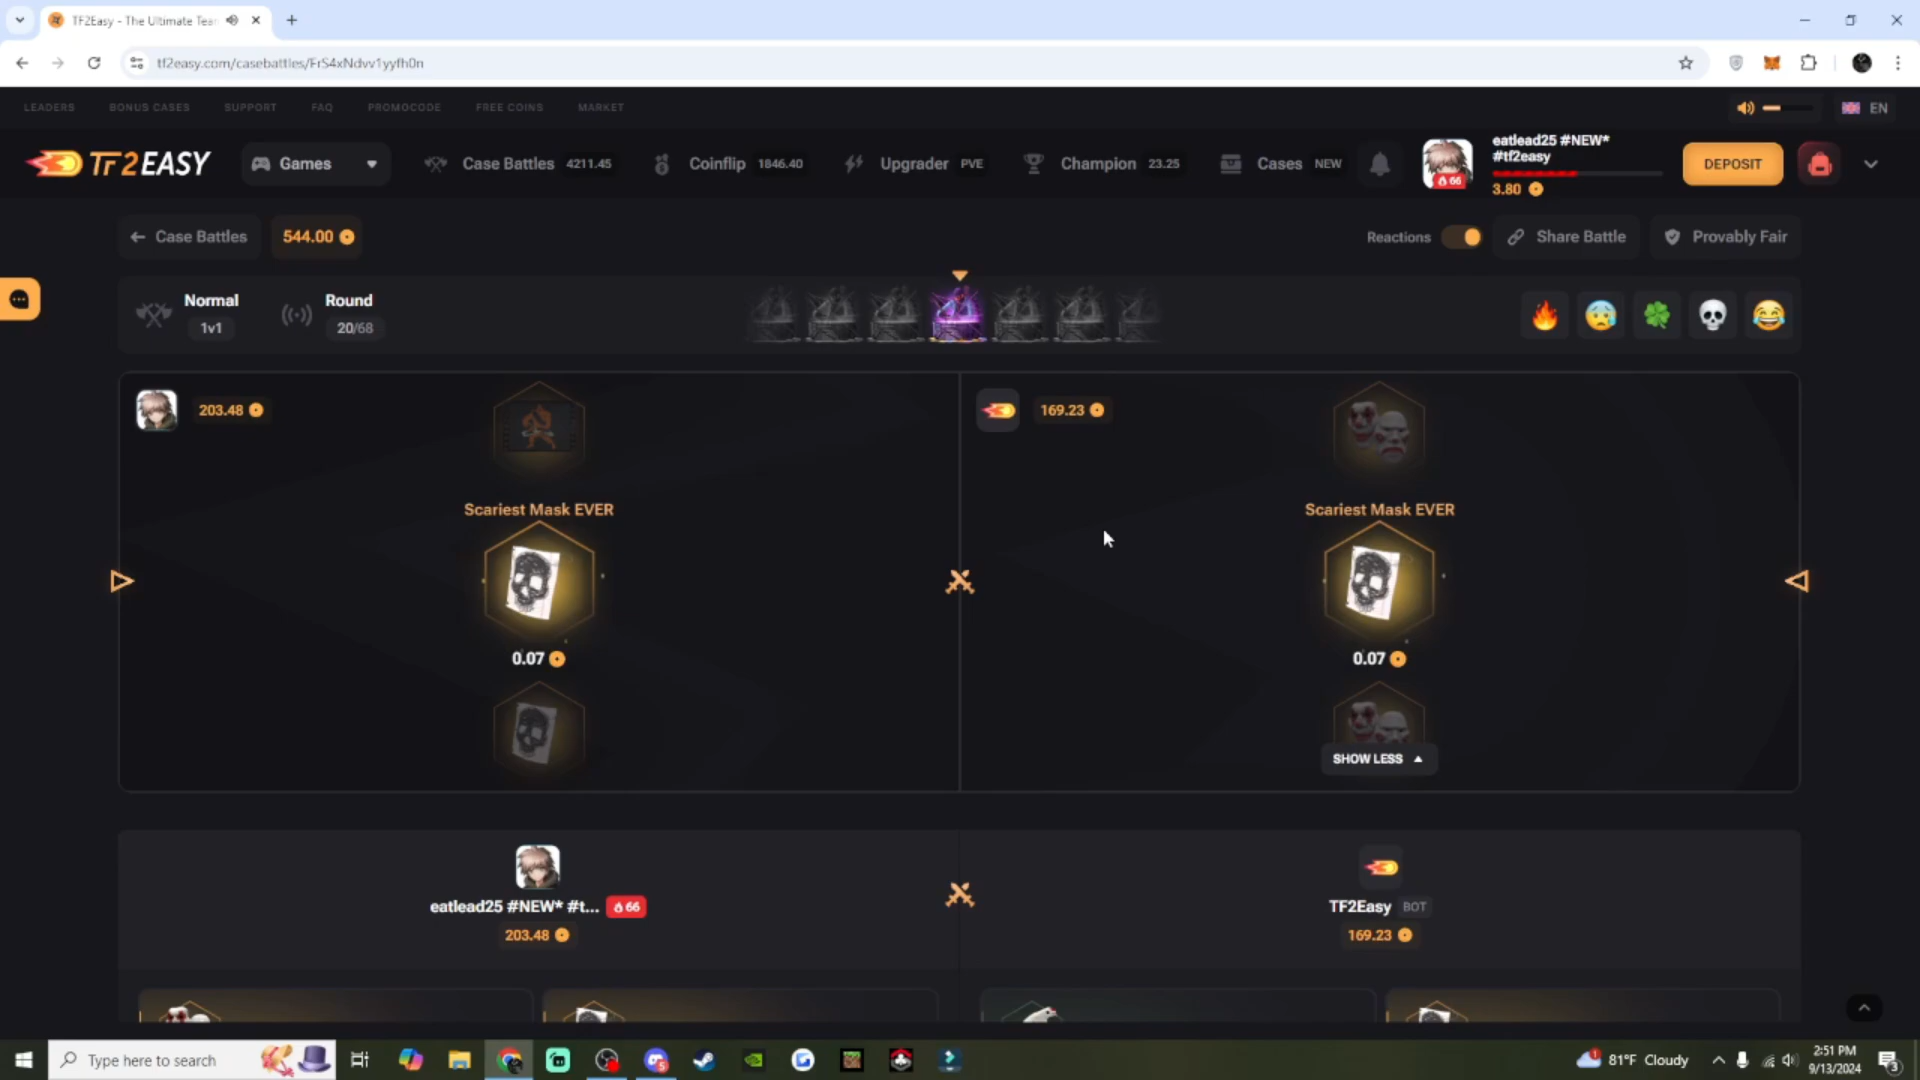 TF2Easy - The Ultimate Tear
tf2easy.com/casebattles/FrS4xNdvv1yyfh0n
LEADERS BONUS CASES SUPPORT FAQ PROMOCODE FREE COINS MARKET EN
TF2EASY Games Case Battles 4211.45 Coinflip 1846.40 Upgrader PVE Champion 23.25 Cases NEW
66
eatlead25 #NEW*
#tf2easy
3.80
DEPOSIT
Case Battles 544.00 Reactions Share Battle Provably Fair
Normal
1v1
Round
20/68
203.48 169.23
Scariest Mask EVER Scariest Mask EVER
0.07 0.07
SHOW LESS
eatlead25 #NEW* #t... 66 TF2Easy BOT
203.48 169.23
Type here to search 81°F Cloudy
2:51 PM
9/13/2024
3